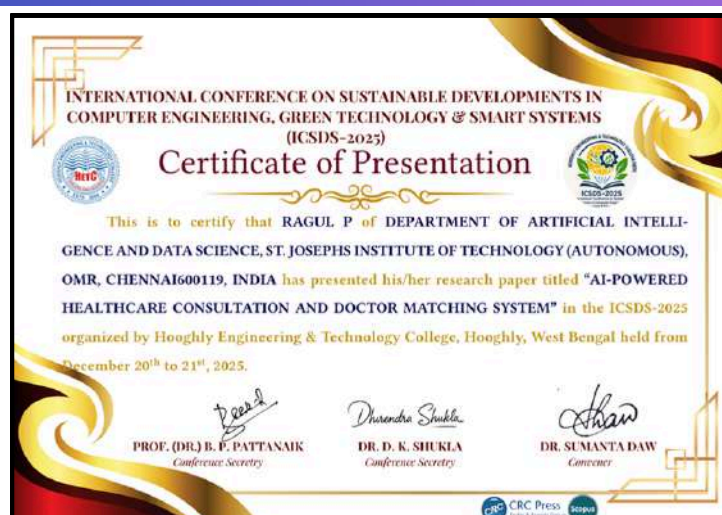 INTERNATIONAL CONFERENCE ON SUSTAINABLE DEVELOPMENTS IN
COMPUTER ENGINEERING, GREEN TECHNOLOGY & SMART SYSTEMS
(ICSDS-2025)
Certificate of Presentation
HETC
ICSDS-2025
This is to certify that RAGUL P of DEPARTMENT OF ARTIFICIAL INTELLI-
GENCE AND DATA SCIENCE, ST. JOSEPHS INSTITUTE OF TECHNOLOGY (AUTONOMOUS),
OMR, CHENNAI600119, INDIA has presented his/her research paper titled “AI-POWERED
HEALTHCARE CONSULTATION AND DOCTOR MATCHING SYSTEM” in the ICSDS-2025
organized by Hooghly Engineering & Technology College, Hooghly, West Bengal held from
December 20th to 21st, 2025.
Dhirendra Shukla
PROF. (DR.) B. P. PATTANAIK
DR. D. K. SHUKLA
DR. SUMANTA DAW
Conference Secretry
Conference Secretry
Convener
CRC CRC Press
Scopus